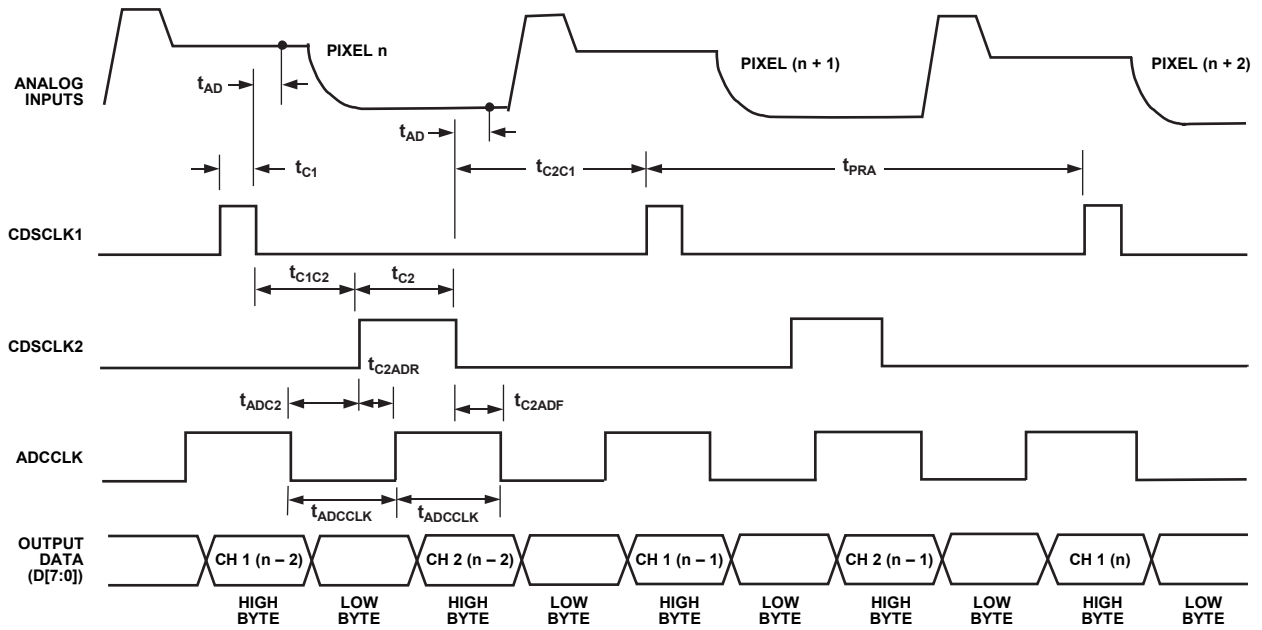 ANALOG
INPUTS
PIXEL n
PIXEL (n + 1)
PIXEL (n + 2)
tAD
tAD
tC1
tC2C1
tPRA
CDSCLK1
tC1C2
tC2
CDSCLK2
tC2ADR
tADC2
tC2ADF
ADCCLK
tADCCLK
tADCCLK
OUTPUT
DATA
(D[7:0])
CH 1 (n – 2)
CH 2 (n – 2)
CH 1 (n – 1)
CH 2 (n – 1)
CH 1 (n)
HIGH
BYTE
LOW
BYTE
HIGH
BYTE
LOW
BYTE
HIGH
BYTE
LOW
BYTE
HIGH
BYTE
LOW
BYTE
HIGH
BYTE
LOW
BYTE